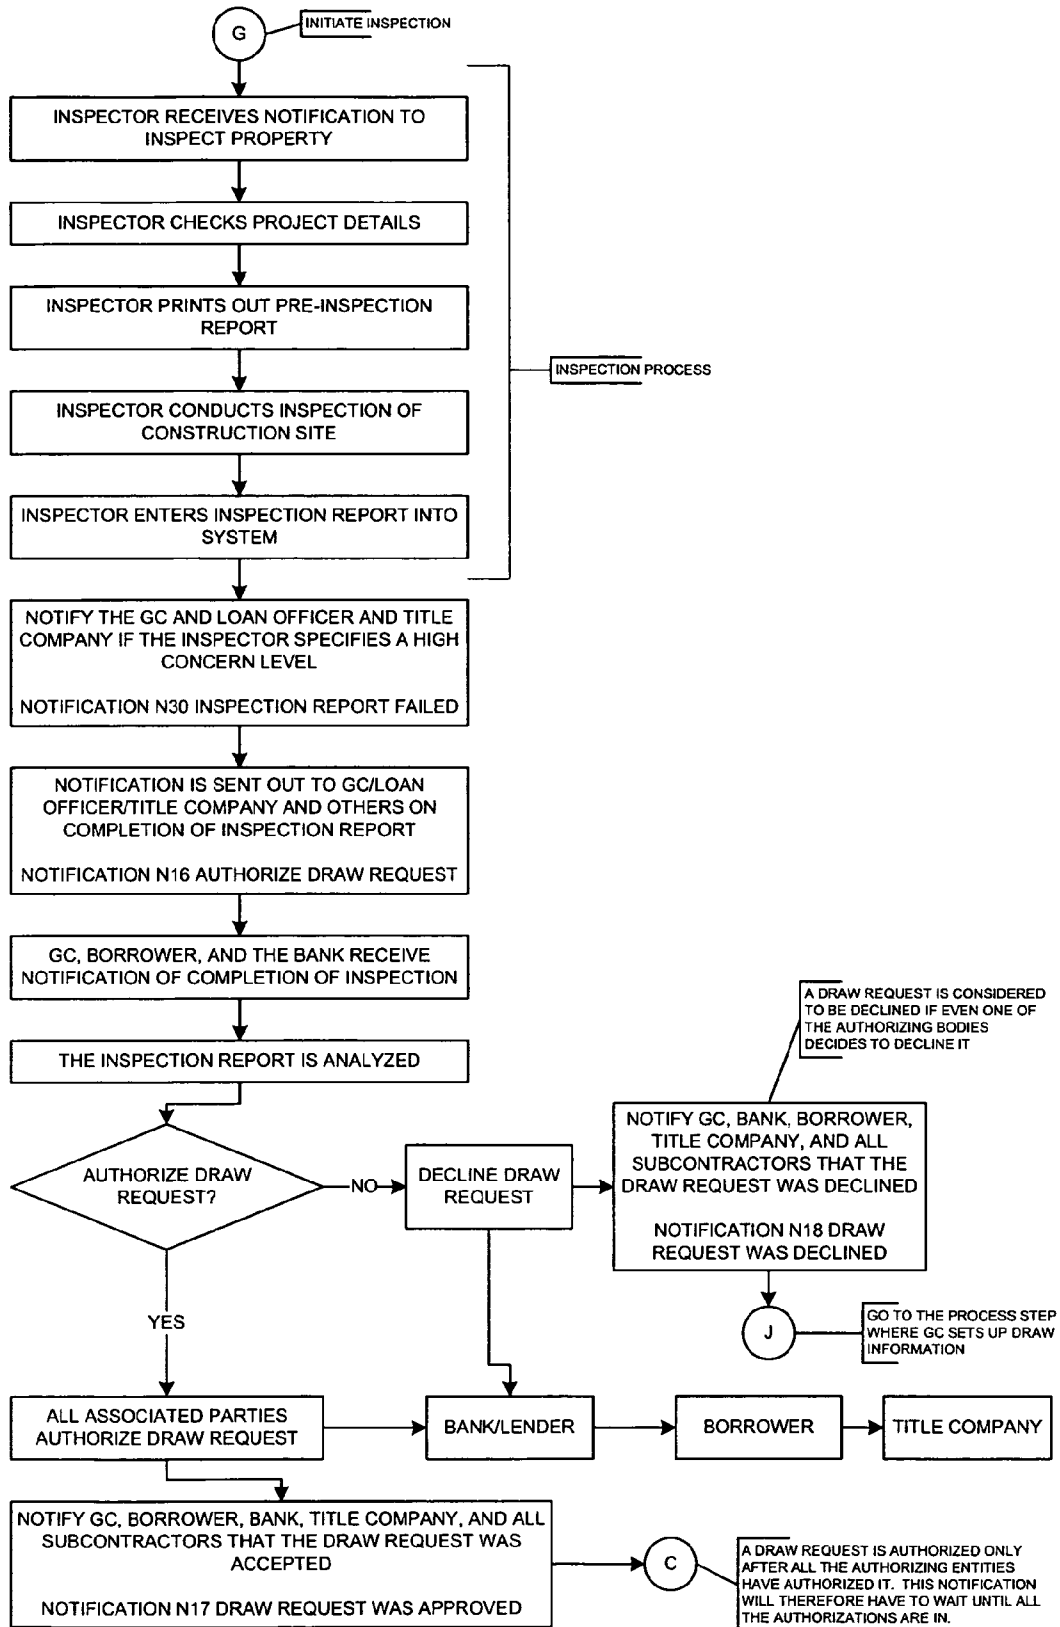 G
INITIATE INSPECTION
INSPECTOR RECEIVES NOTIFICATION TO
INSPECT PROPERTY
INSPECTOR CHECKS PROJECT DETAILS
INSPECTOR PRINTS OUT PRE-INSPECTION
REPORT
INSPECTION PROCESS
INSPECTOR CONDUCTS INSPECTION OF
CONSTRUCTION SITE
INSPECTOR ENTERS INSPECTION REPORT INTO
SYSTEM
NOTIFY THE GC AND LOAN OFFICER AND TITLE
COMPANY IF THE INSPECTOR SPECIFIES A HIGH
CONCERN LEVEL
NOTIFICATION N30 INSPECTION REPORT FAILED
NOTIFICATION IS SENT OUT TO GC/LOAN
OFFICER/TITLE COMPANY AND OTHERS ON
COMPLETION OF INSPECTION REPORT
NOTIFICATION N16 AUTHORIZE DRAW REQUEST
GC, BORROWER, AND THE BANK RECEIVE
NOTIFICATION OF COMPLETION OF INSPECTION
THE INSPECTION REPORT IS ANALYZED
A DRAW REQUEST IS CONSIDERED
TO BE DECLINED IF EVEN ONE OF
THE AUTHORIZING BODIES
DECIDES TO DECLINE IT
AUTHORIZE DRAW
REQUEST?
NO
DECLINE DRAW
REQUEST
NOTIFY GC, BANK, BORROWER,
TITLE COMPANY, AND ALL
SUBCONTRACTORS THAT THE
DRAW REQUEST WAS DECLINED
NOTIFICATION N18 DRAW
REQUEST WAS DECLINED
YES
J
GO TO THE PROCESS STEP
WHERE GC SETS UP DRAW
INFORMATION
ALL ASSOCIATED PARTIES
AUTHORIZE DRAW REQUEST
BANK/LENDER
BORROWER
TITLE COMPANY
NOTIFY GC, BORROWER, BANK, TITLE COMPANY, AND ALL
SUBCONTRACTORS THAT THE DRAW REQUEST WAS
ACCEPTED
NOTIFICATION N17 DRAW REQUEST WAS APPROVED
C
A DRAW REQUEST IS AUTHORIZED ONLY
AFTER ALL THE AUTHORIZING ENTITIES
HAVE AUTHORIZED IT. THIS NOTIFICATION
WILL THEREFORE HAVE TO WAIT UNTIL ALL
THE AUTHORIZATIONS ARE IN.